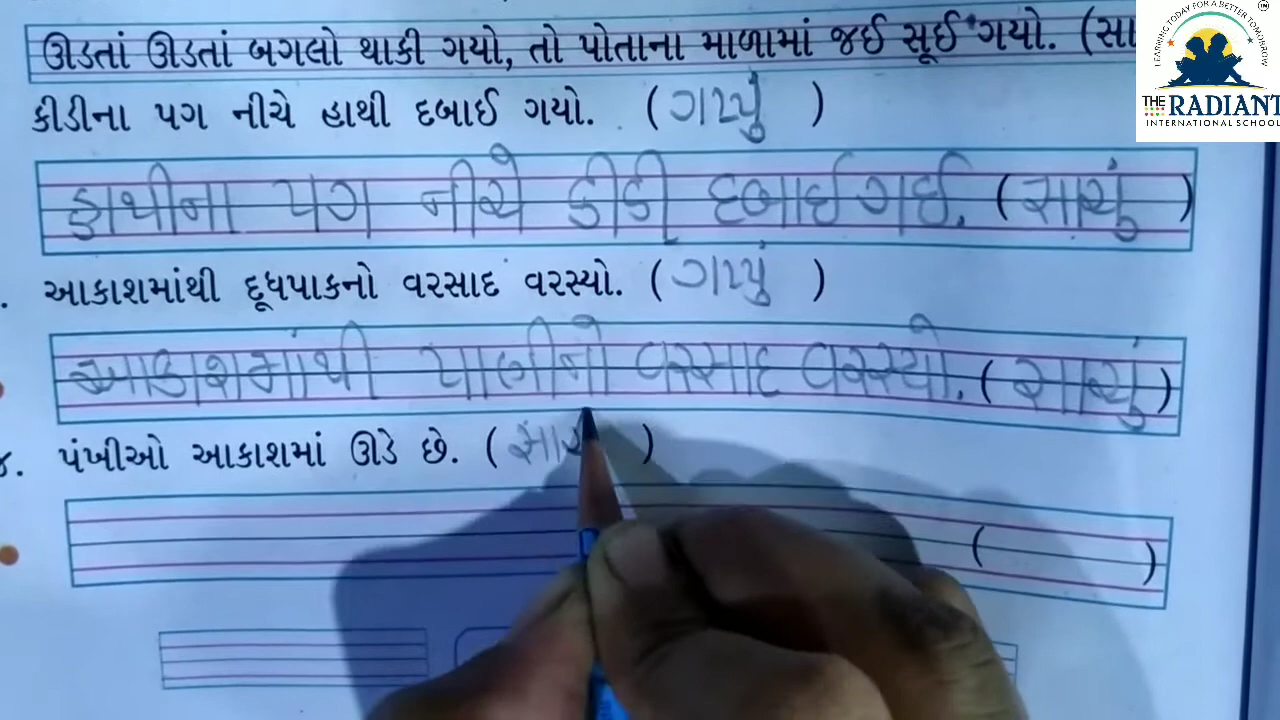 ઊડતાં ઊડતાં બગલો થાકી ગયો, તો પોતાના માળામાં જઈ સૂઈ ગયો. (સા
LEARNING TODAY FOR A BETTER TOMORROW
THE RADIANT
INTERNATIONAL SCHOOL
કીડીના પગ નીચે હાથી દબાઈ ગયો. (ગપ્પું)
હાથીના પગ નીચે કીડી દબાઈ ગઈ. (સાચું)
. આકાશમાંથી દૂધપાકનો વરસાદ વરસ્યો. (ગપ્પું)
આકાશમાંથી પાણીનો વરસાદ વરસ્યો. (સાચું)
૪. પંખીઓ આકાશમાં ઊડે છે. (સાચ )
( )